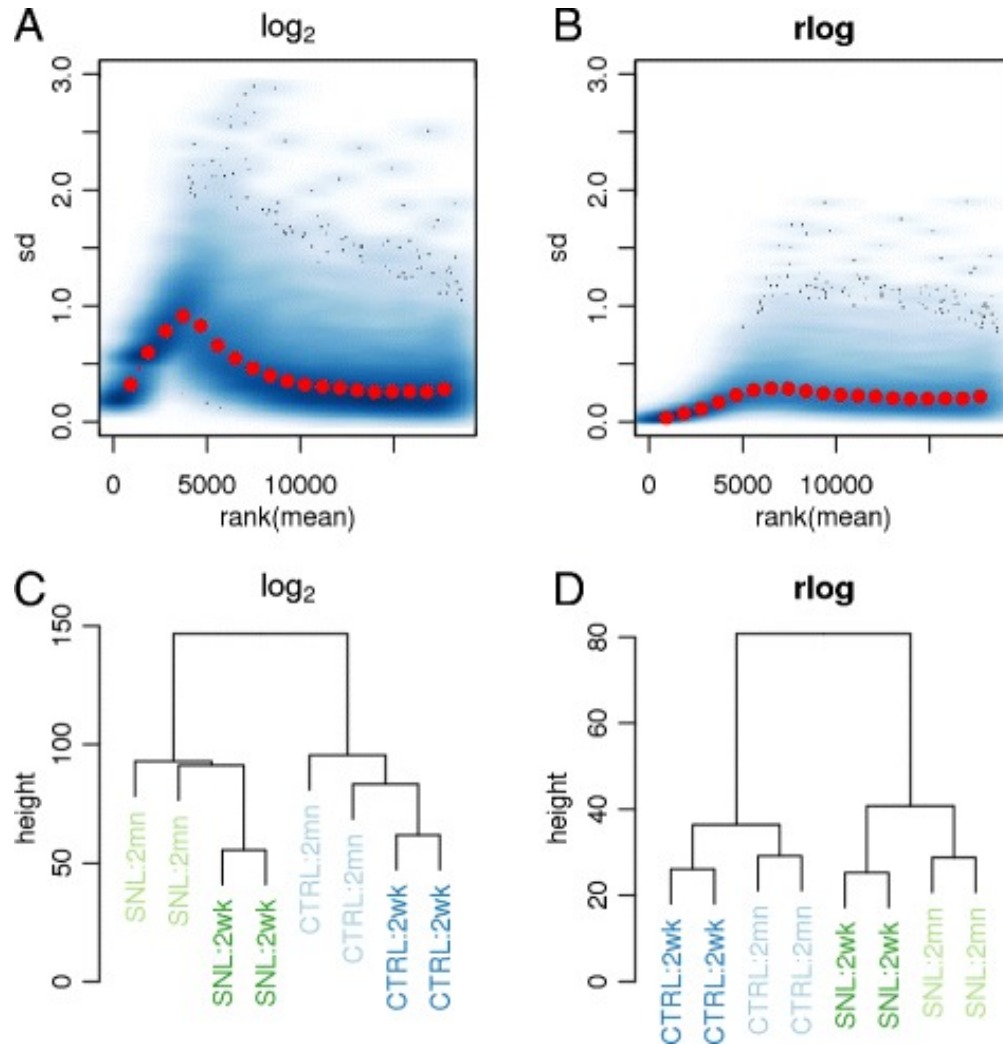 A
log₂
3.0
2.0
1.0
0.0
sd
0 5000 10000
rank(mean)
B
rlog
3.0
2.0
1.0
0.0
sd
0 5000 10000
rank(mean)
C
log₂
150
100
50
0
height
SNL:2mn
SNL:2mn
SNL:2wk
SNL:2wk
CTRL:2mn
CTRL:2mn
CTRL:2wk
CTRL:2wk
D
rlog
80
60
40
20
0
height
CTRL:2wk
CTRL:2wk
CTRL:2mn
CTRL:2mn
SNL:2wk
SNL:2wk
SNL:2mn
SNL:2mn